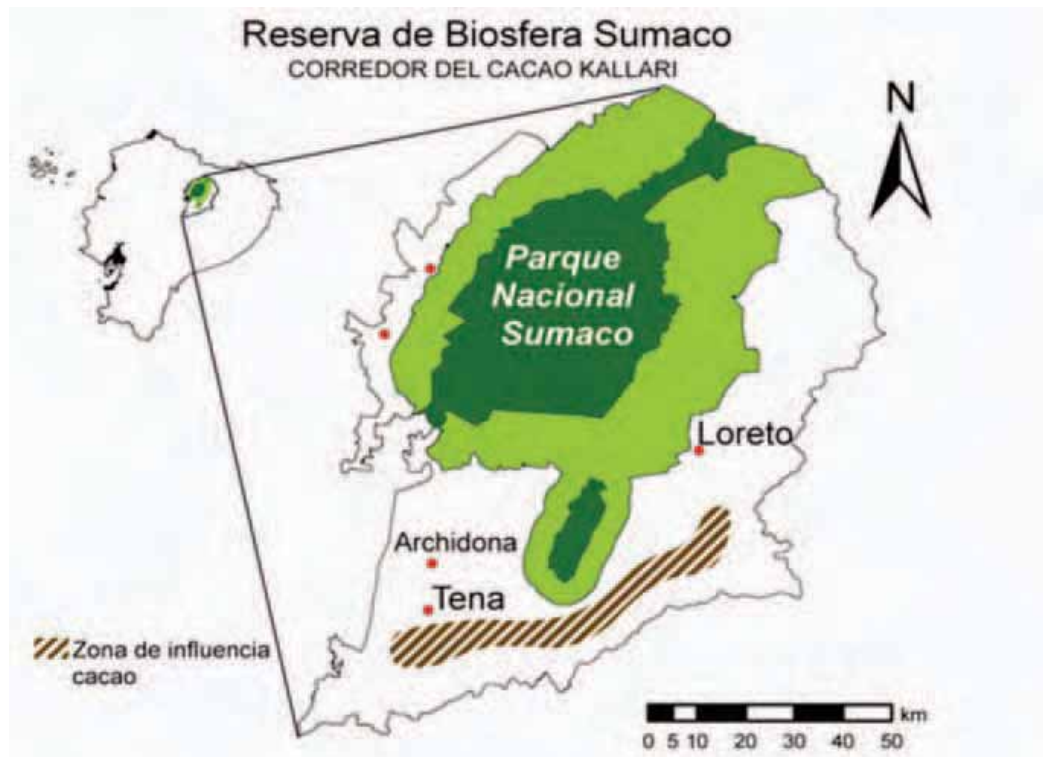 Reserva de Biosfera Sumaco
CORREDOR DEL CACAO KALLARI
N
Parque
Nacional
Sumaco
Loreto
Archidona
Tena
Zona de influencia
cacao
km
0 5 10 20 30 40 50